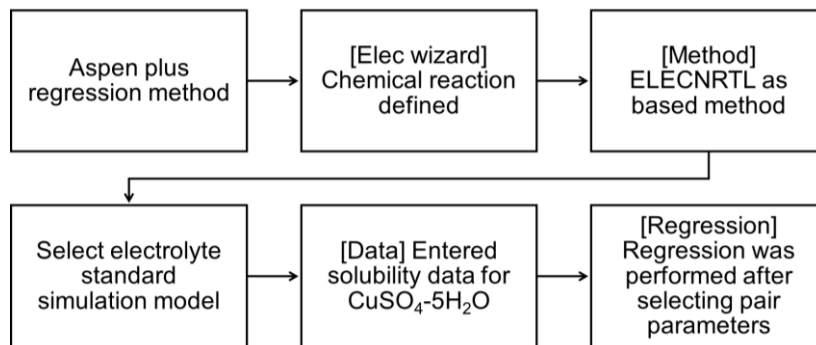 Aspen plus
regression method
[Elec wizard]
Chemical reaction
defined
[Method]
ELECNRTL as
based method
Select electrolyte
standard
simulation model
[Data] Entered
solubility data for
CuSO₄-5H₂O
[Regression]
Regression was
performed after
selecting pair
parameters